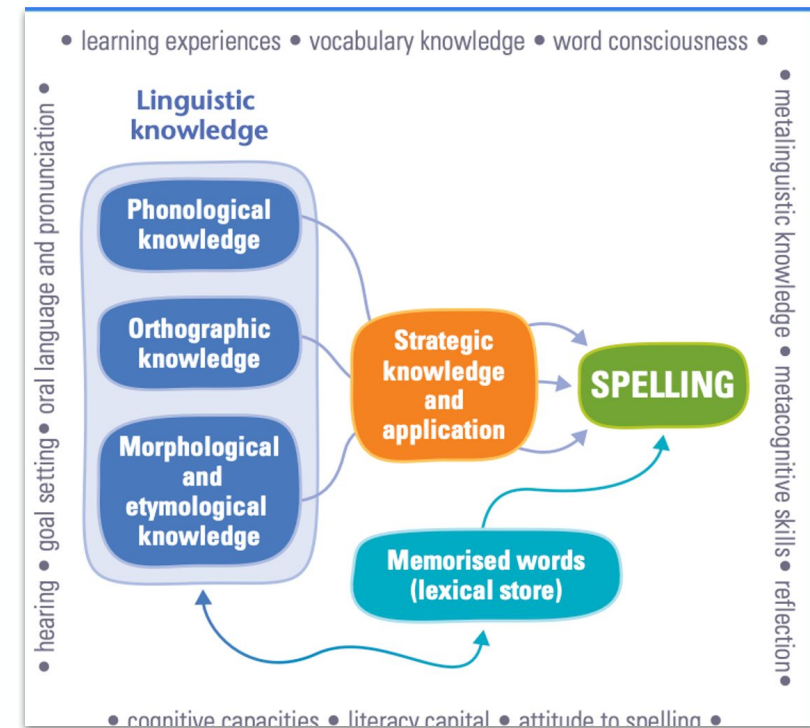 • learning experiences • vocabulary knowledge • word consciousness •
• hearing • goal setting • oral language and pronunciation •
Linguistic
knowledge
Phonological
knowledge
Orthographic
knowledge
Morphological
and
etymological
knowledge
Strategic
knowledge
and
application
SPELLING
Memorised words
(lexical store)
• metalinguistic knowledge • metacognitive skills • reflection •
• cognitive capacities • literacy capital • attitude to spelling •